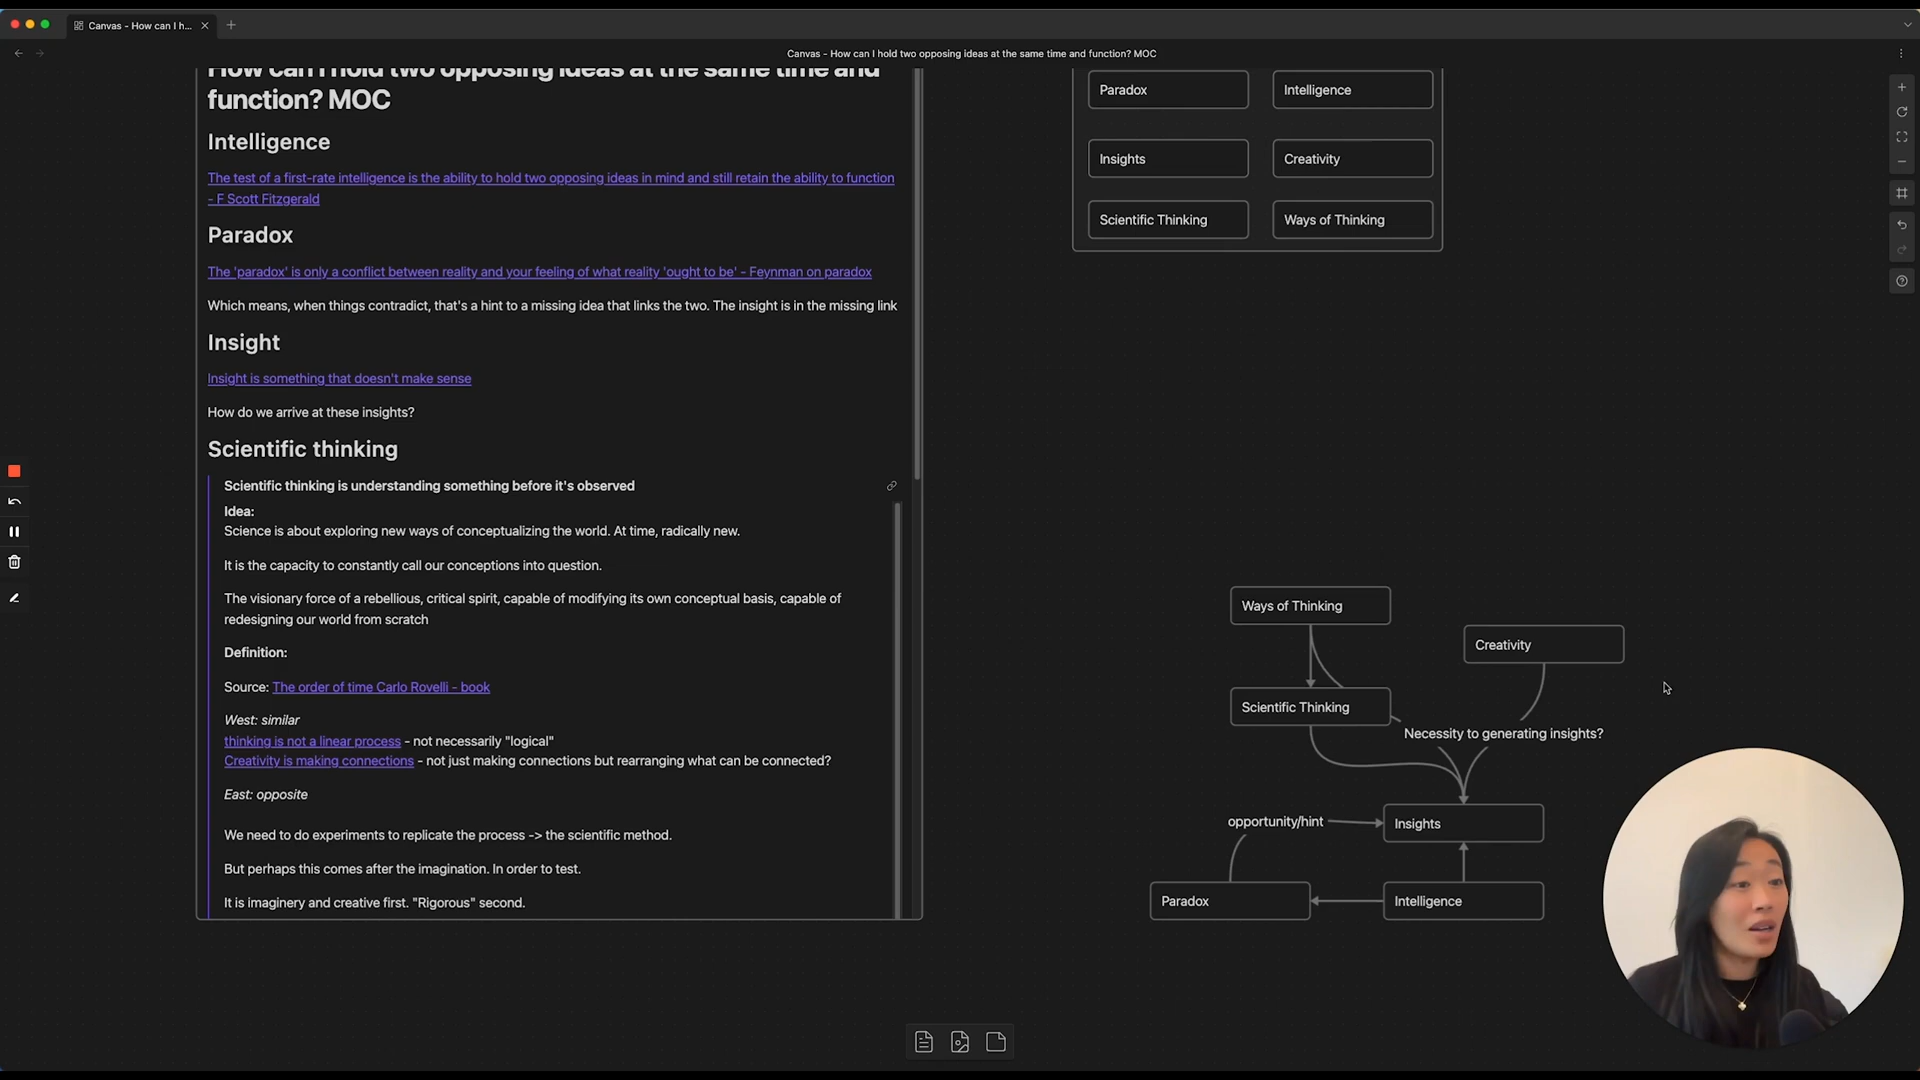 Canvas - How can I h...
Canvas - How can I hold two opposing ideas at the same time and function? MOC
How can I hold two opposing ideas at the same time and
function? MOC
Intelligence
The test of a first-rate intelligence is the ability to hold two opposing ideas in mind and still retain the ability to function
- F Scott Fitzgerald
Paradox
The 'paradox' is only a conflict between reality and your feeling of what reality 'ought to be' - Feynman on paradox
Which means, when things contradict, that's a hint to a missing idea that links the two. The insight is in the missing link
Insight
Insight is something that doesn't make sense
How do we arrive at these insights?
Scientific thinking
Scientific thinking is understanding something before it's observed
Idea:
Science is about exploring new ways of conceptualizing the world. At time, radically new.
It is the capacity to constantly call our conceptions into question.
The visionary force of a rebellious, critical spirit, capable of modifying its own conceptual basis, capable of
redesigning our world from scratch
Definition:
Source: The order of time Carlo Rovelli - book
West: similar
thinking is not a linear process - not necessarily "logical"
Creativity is making connections - not just making connections but rearranging what can be connected?
East: opposite
We need to do experiments to replicate the process -> the scientific method.
But perhaps this comes after the imagination. In order to test.
It is imaginery and creative first. "Rigorous" second.
Paradox
Intelligence
Insights
Creativity
Scientific Thinking
Ways of Thinking
Ways of Thinking
Creativity
Scientific Thinking
Necessity to generating insights?
opportunity/hint
Insights
Paradox
Intelligence